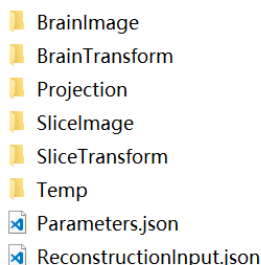 BrainImage
BrainTransform
Projection
SliceImage
SliceTransform
Temp
Parameters.json
ReconstructionInput.json